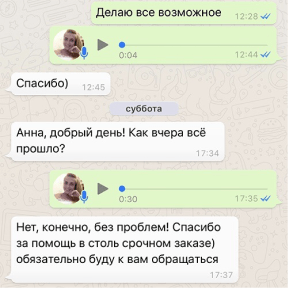 Делаю все возможное 12:28
0:04 12:44
Спасибо) 12:45
суббота
Анна, добрый день! Как вчера всё
прошло? 17:34
0:30 17:35
Нет, конечно, без проблем! Спасибо
за помощь в столь срочном заказе)
обязательно буду к вам обращаться
17:37